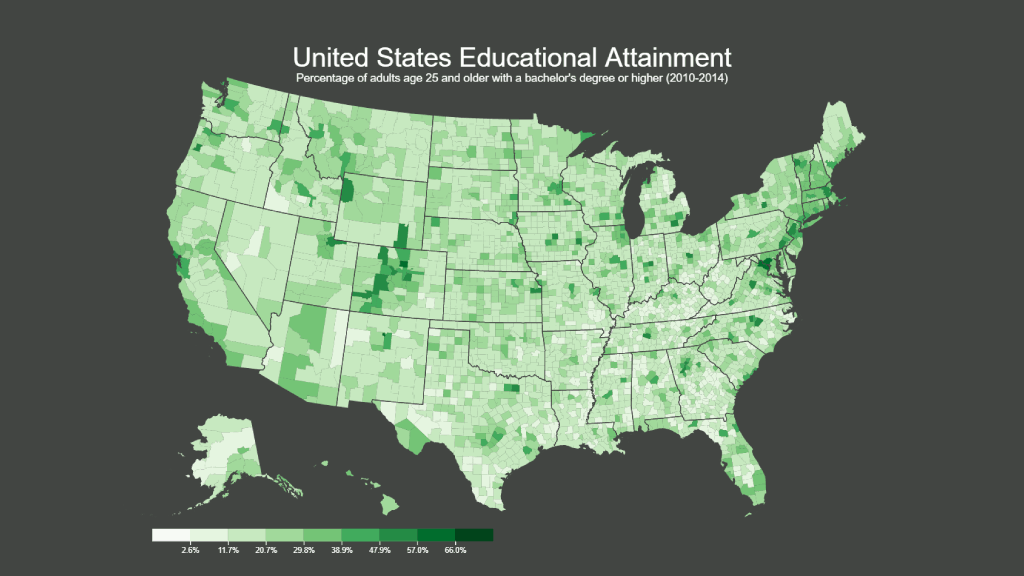 United States Educational Attainment
Percentage of adults age 25 and older with a bachelor's degree or higher (2010-2014)
2.6% 11.7% 20.7% 29.8% 38.9% 47.9% 57.0% 66.0%